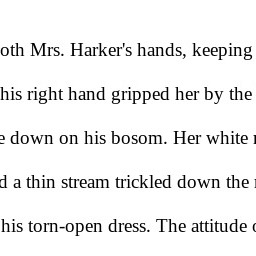 oth Mrs. Harker's hands, keeping
his right hand gripped her by the
down on his bosom. Her white
a thin stream trickled down the
his torn-open dress. The attitude